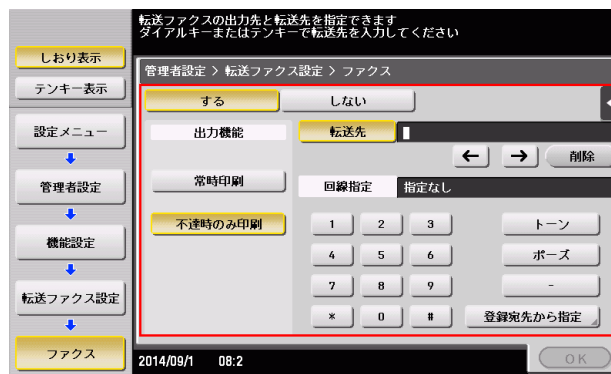 転送ファクスの出力先と転送先を指定できます
ダイアルキーまたはテンキーで転送先を入力してください
しおり表示
テンキー表示
設定メニュー
管理者設定
機能設定
転送ファクス設定
ファクス
管理者設定 > 転送ファクス設定 > ファクス
する
しない
出力機能
常時印刷
不達時のみ印刷
転送先
← → 削除
回線指定 指定なし
1 2 3 トーン
4 5 6 ポーズ
7 8 9 -
* 0 # 登録宛先から指定
2014/09/1 08:2
OK